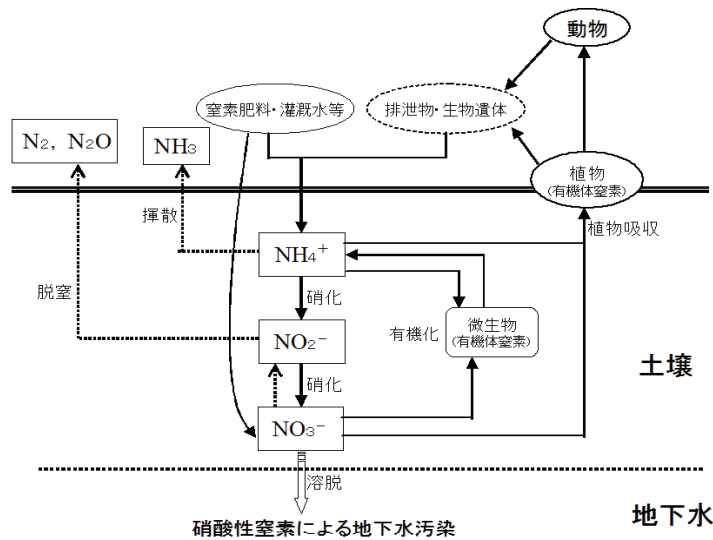 動物
窒素肥料・灌漑水等
排泄物・生物遺体
N₂, N₂O
NH₃
植物
(有機体窒素)
揮散
植物吸収
NH₄⁺
脱窒
硝化
有機化
微生物
(有機体窒素)
NO₂⁻
土壌
硝化
NO₃⁻
溶脱
地下水
硝酸性窒素による地下水汚染